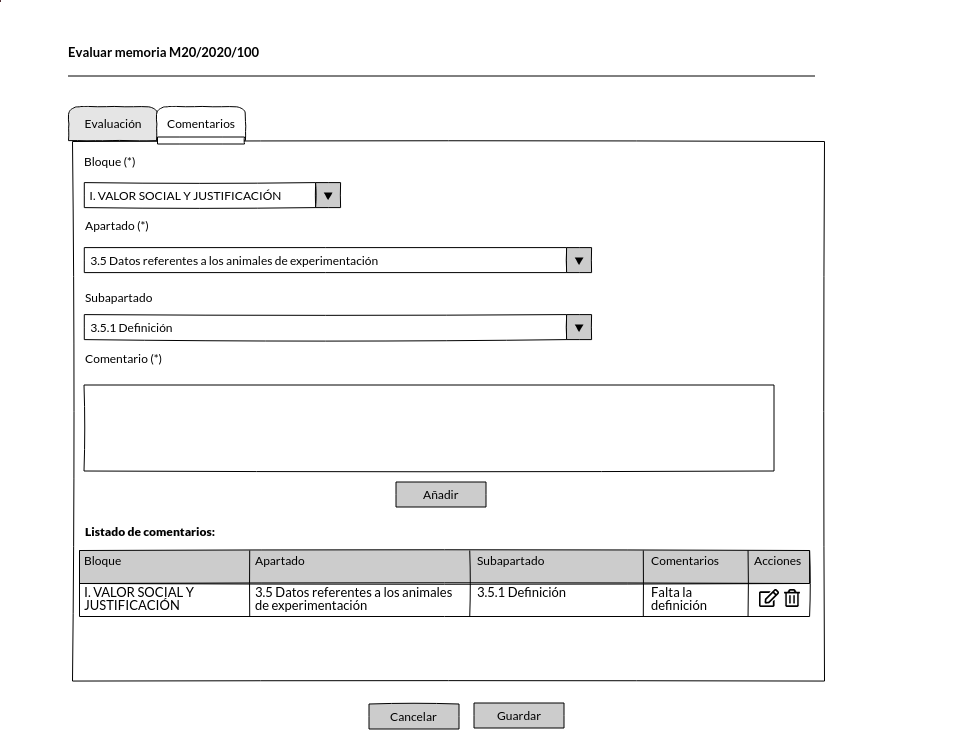 Evaluar memoria M20/2020/100
Evaluación
Comentarios
Bloque (*)
I. VALOR SOCIAL Y JUSTIFICACIÓN
Apartado (*)
3.5 Datos referentes a los animales de experimentación
Subapartado
3.5.1 Definición
Comentario (*)
Añadir
Listado de comentarios:
Bloque Apartado Subapartado Comentarios Acciones
I. VALOR SOCIAL Y 3.5 Datos referentes a los animales 3.5.1 Definición Falta la
JUSTIFICACIÓN de experimentación definición
Cancelar Guardar